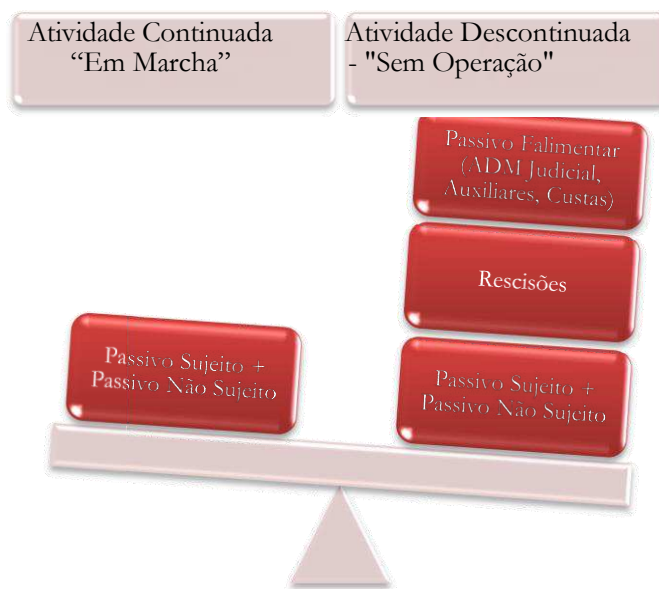 Atividade Continuada
“Em Marcha”
Atividade Descontinuada
- "Sem Operação"
Passivo Falimentar
(ADM Judicial,
Auxiliares, Custas)
Rescisões
Passivo Sujeito +
Passivo Não Sujeito
Passivo Sujeito +
Passivo Não Sujeito